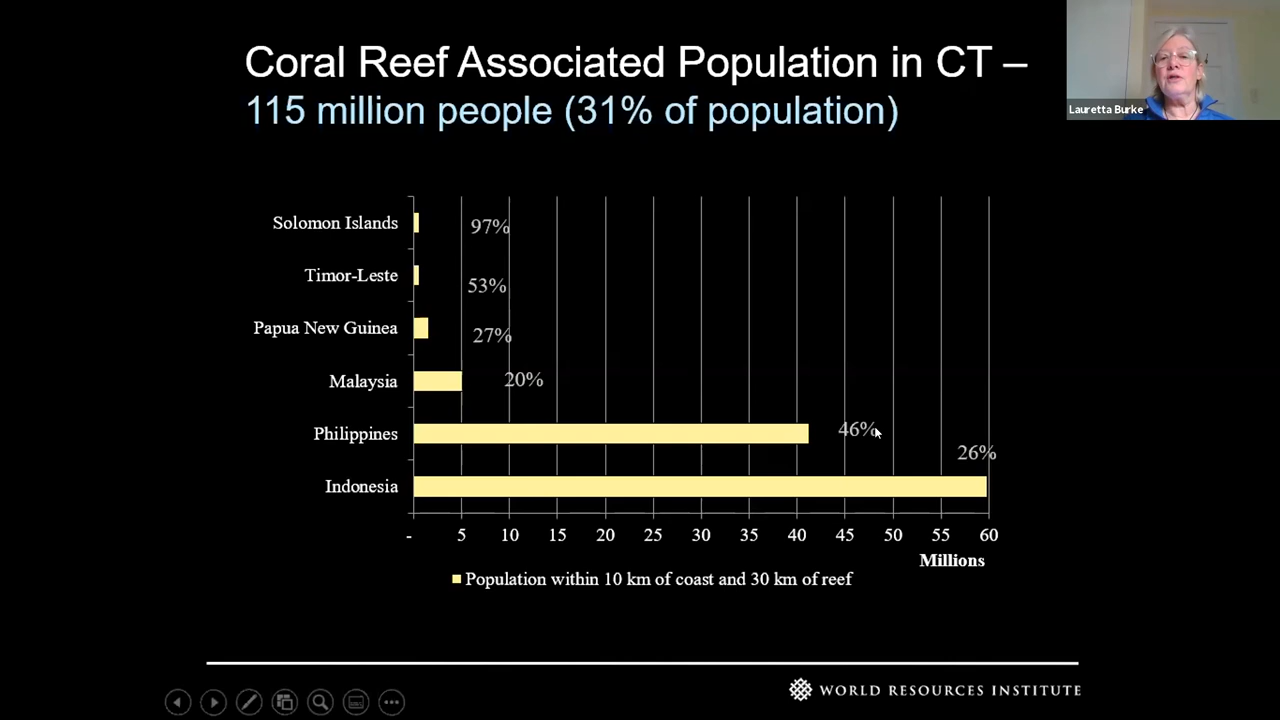 Coral Reef Associated Population in CT –
115 million people (31% of population)
Lauretta Burke
Solomon Islands 97%
Timor-Leste 53%
Papua New Guinea 27%
Malaysia 20%
Philippines 46%
26%
Indonesia
- 5 10 15 20 25 30 35 40 45 50 55 60
Millions
Population within 10 km of coast and 30 km of reef
WORLD RESOURCES INSTITUTE